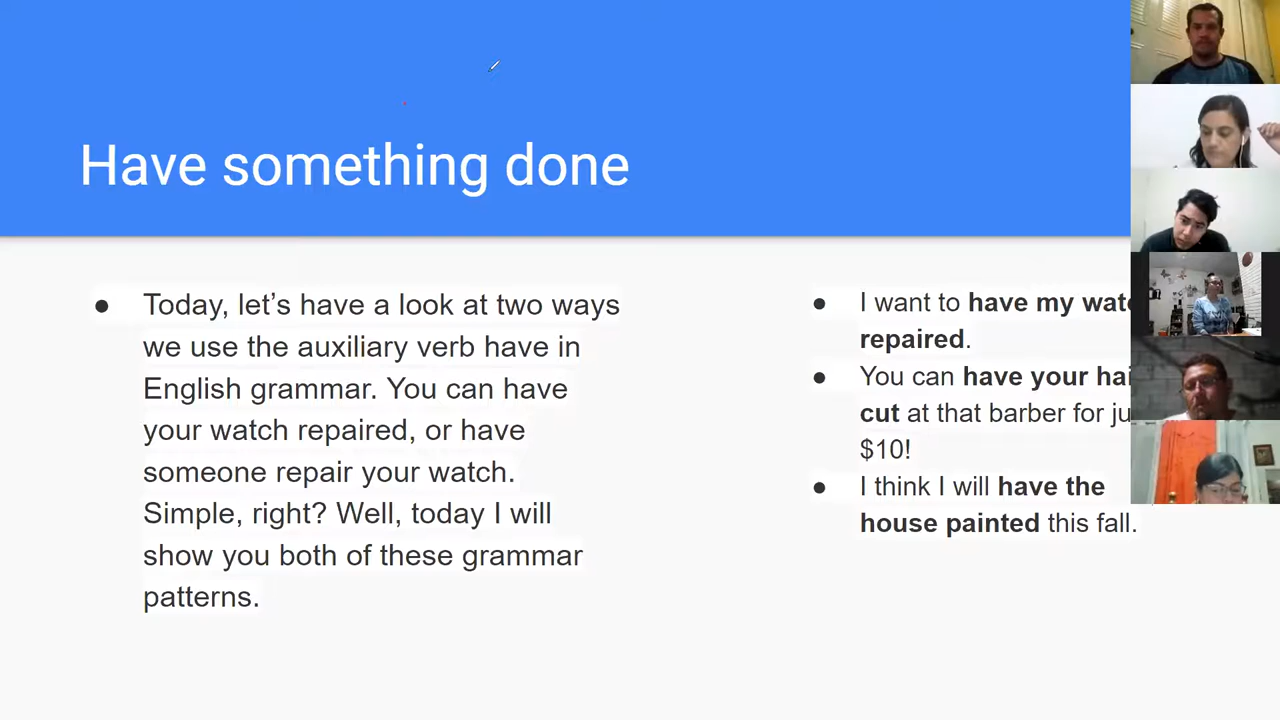 Have something done
● Today, let’s have a look at two ways
we use the auxiliary verb have in
English grammar. You can have
your watch repaired, or have
someone repair your watch.
Simple, right? Well, today I will
show you both of these grammar
patterns.
● I want to have my
repaired.
● You can have your
cut at that barber for
$10!
● I think I will have the
house painted this fall.